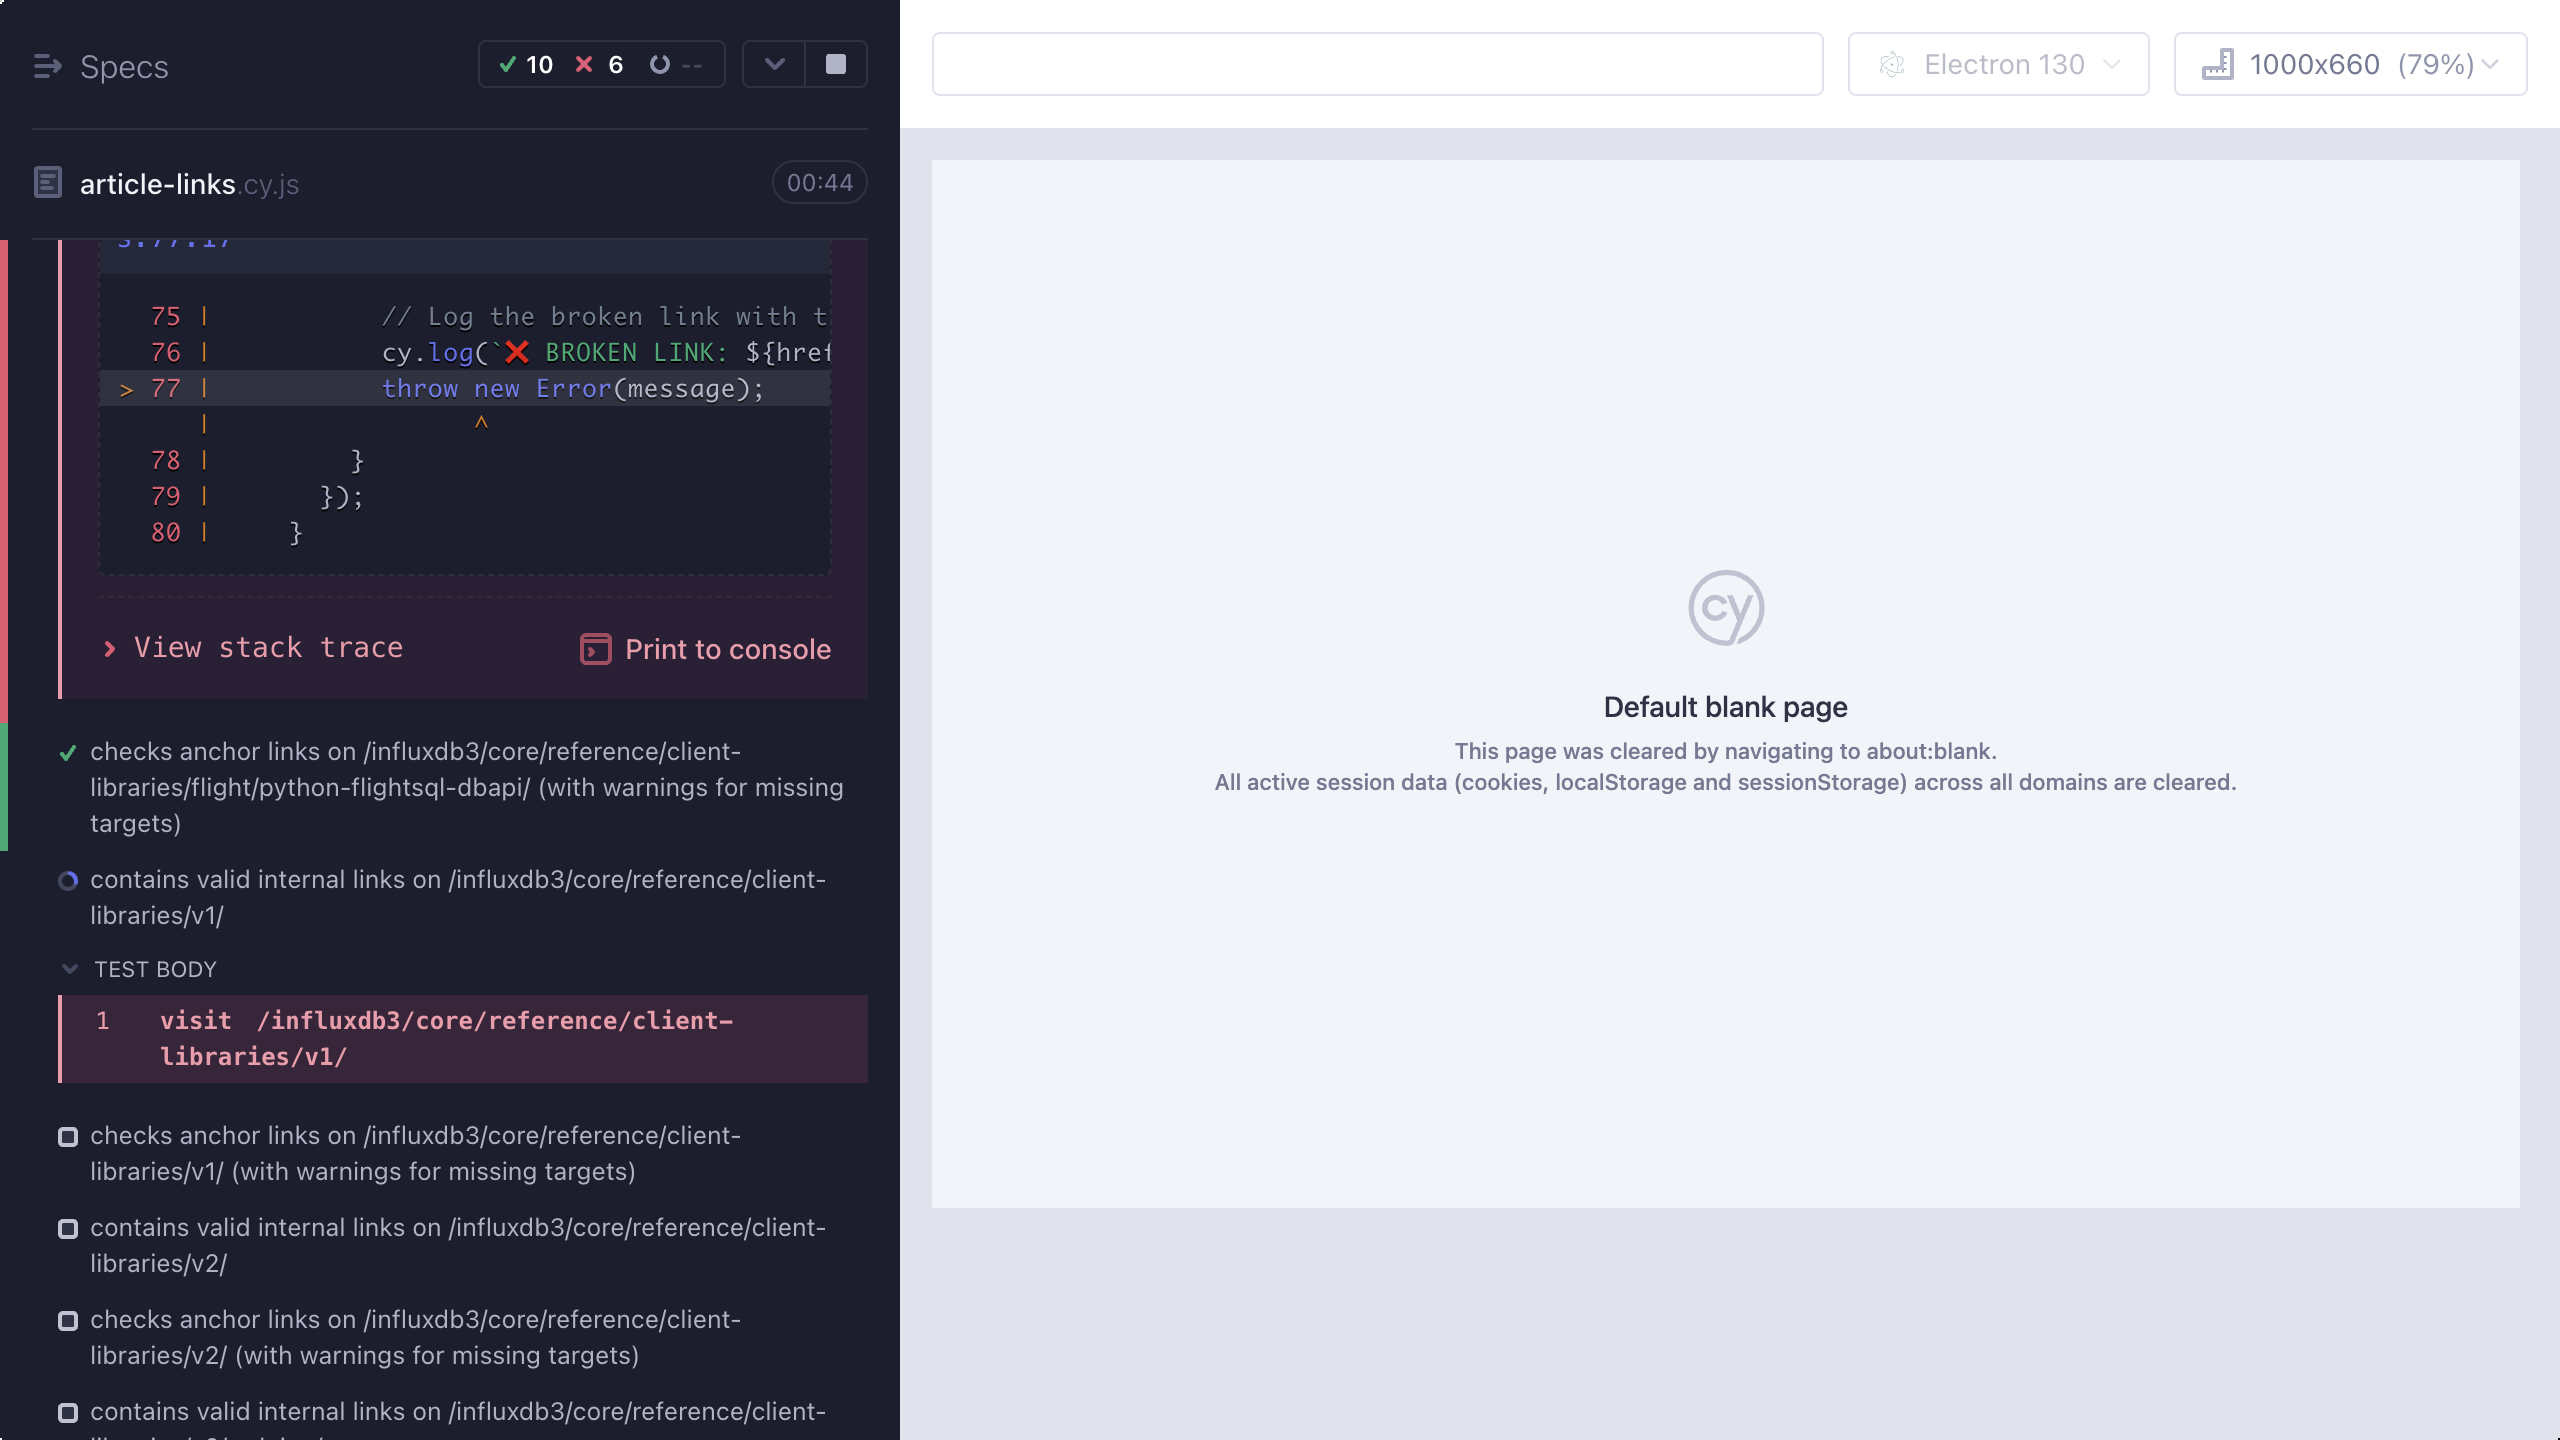 Specs
10 6 --
article-links.cy.js
00:44
s:77:17
75 | // Log the broken link with t
76 | cy.log(`❌ BROKEN LINK: ${href
> 77 | throw new Error(message);
| ^
78 | }
79 | });
80 | }
View stack trace
Print to console
checks anchor links on /influxdb3/core/reference/client-
libraries/flight/python-flightsql-dbapi/ (with warnings for missing
targets)
contains valid internal links on /influxdb3/core/reference/client-
libraries/v1/
TEST BODY
1 visit /influxdb3/core/reference/client-
libraries/v1/
checks anchor links on /influxdb3/core/reference/client-
libraries/v1/ (with warnings for missing targets)
contains valid internal links on /influxdb3/core/reference/client-
libraries/v2/
checks anchor links on /influxdb3/core/reference/client-
libraries/v2/ (with warnings for missing targets)
contains valid internal links on /influxdb3/core/reference/client-
Electron 130
1000x660 (79%)
cy
Default blank page
This page was cleared by navigating to about:blank.
All active session data (cookies, localStorage and sessionStorage) across all domains are cleared.